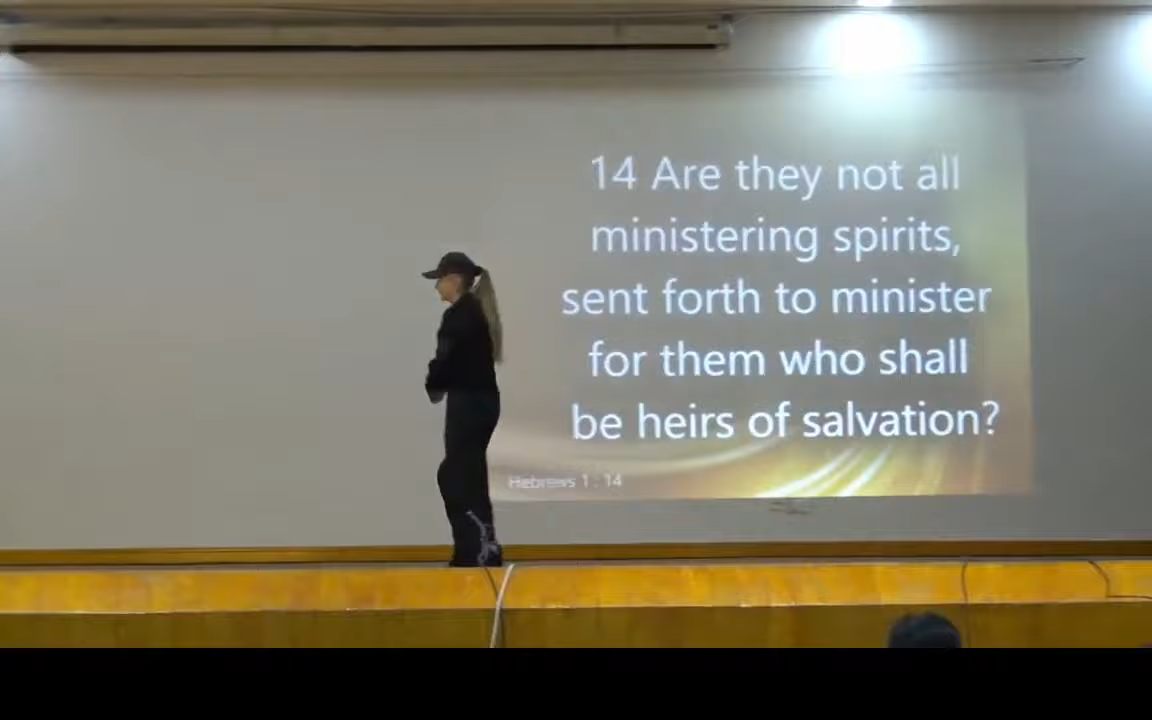 14 Are they not all
ministering spirits,
sent forth to minister
for them who shall
be heirs of salvation?
Hebrews 1 : 14